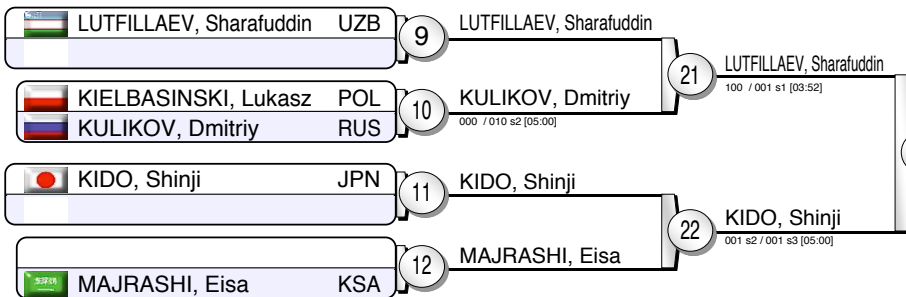 LUTFILLAEV, Sharafuddin UZB
9
LUTFILLAEV, Sharafuddin
KIELBASINSKI, Lukasz POL
KULIKOV, Dmitriy RUS
10
KULIKOV, Dmitriy
000 / 010 s2 [05:00]
21
LUTFILLAEV, Sharafuddin
100 / 001 s1 [03:52]
KIDO, Shinji JPN
11
KIDO, Shinji
MAJRASHI, Eisa KSA
12
MAJRASHI, Eisa
22
KIDO, Shinji
001 s2 / 001 s3 [05:00]